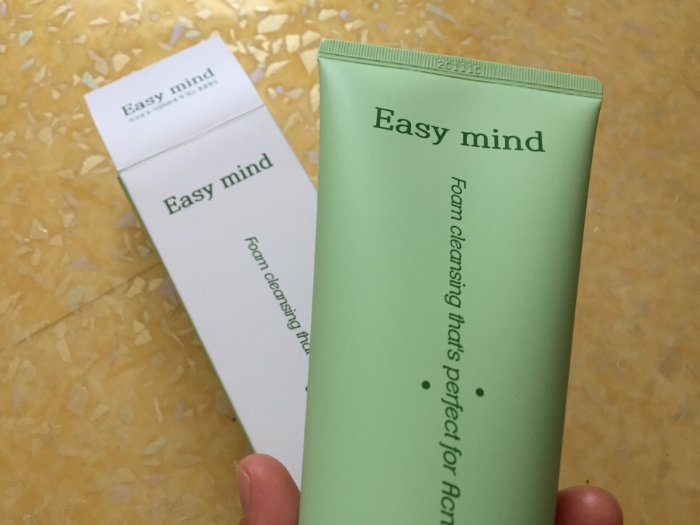 Easy mind
Easy mind
Foam cleansing tha
Easy mind
Foam cleansing that's perfect for Acn